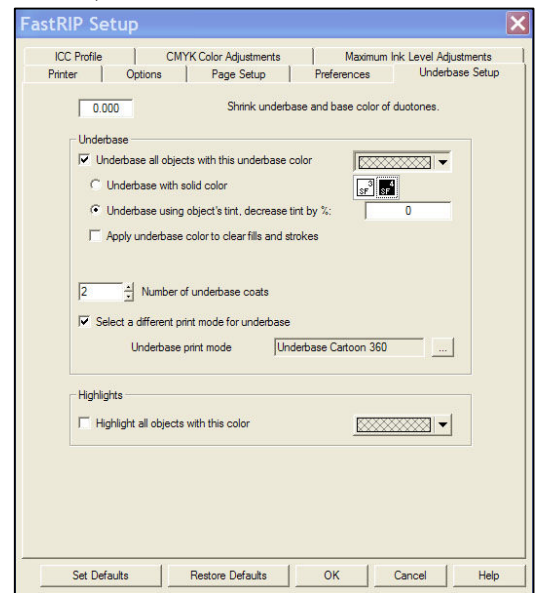 FastRIP Setup
ICC Profile CMYK Color Adjustments Maximum Ink Level Adjustments
Printer Options Page Setup Preferences Underbase Setup
0.000 Shrink underbase and base color of duotones.
Underbase
Underbase all objects with this underbase color
Underbase with solid color SF 3 SF 4
Underbase using object's tint, decrease tint by %: 0
Apply underbase color to clear fills and strokes
2 Number of underbase coats
Select a different print mode for underbase
Underbase print mode Underbase Cartoon 360 ...
Highlights
Highlight all objects with this color
Set Defaults Restore Defaults OK Cancel Help